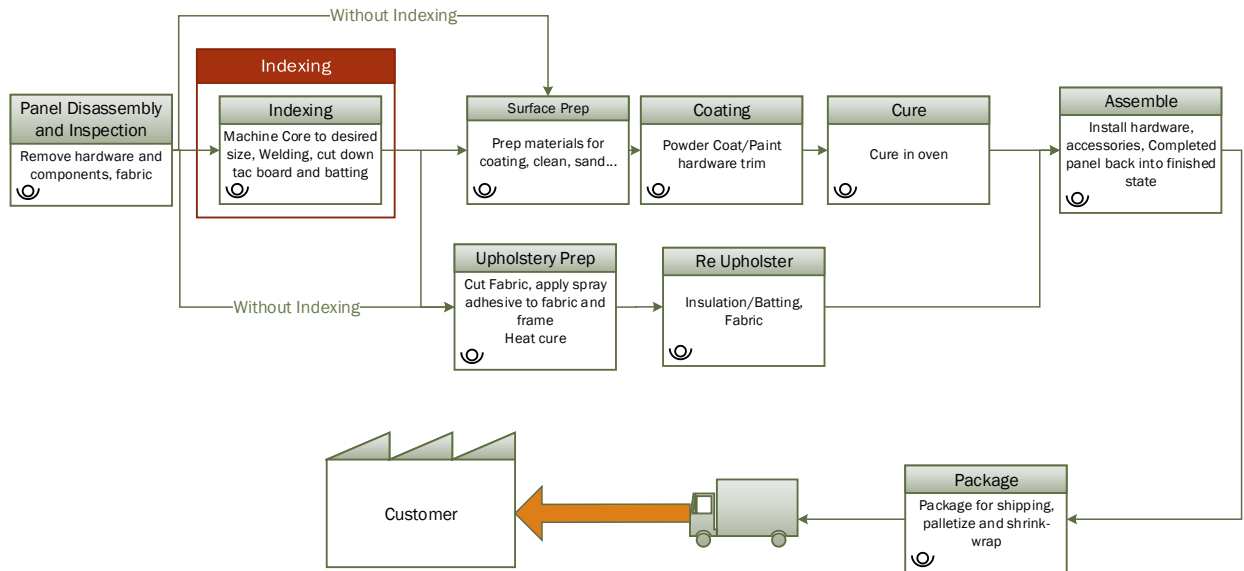 Without Indexing
Indexing
Panel Disassembly
and Inspection
Remove hardware and
components, fabric
Indexing
Machine Core to desired
size, Welding, cut down
tac board and batting
Surface Prep
Prep materials for
coating, clean, sand...
Coating
Powder Coat/Paint
hardware trim
Cure
Cure in oven
Assemble
Install hardware,
accessories, Completed
panel back into finished
state
Without Indexing
Upholstery Prep
Cut Fabric, apply spray
adhesive to fabric and
frame
Heat cure
Re Upholster
Insulation/Batting,
Fabric
Customer
Package
Package for shipping,
palletize and shrink-
wrap